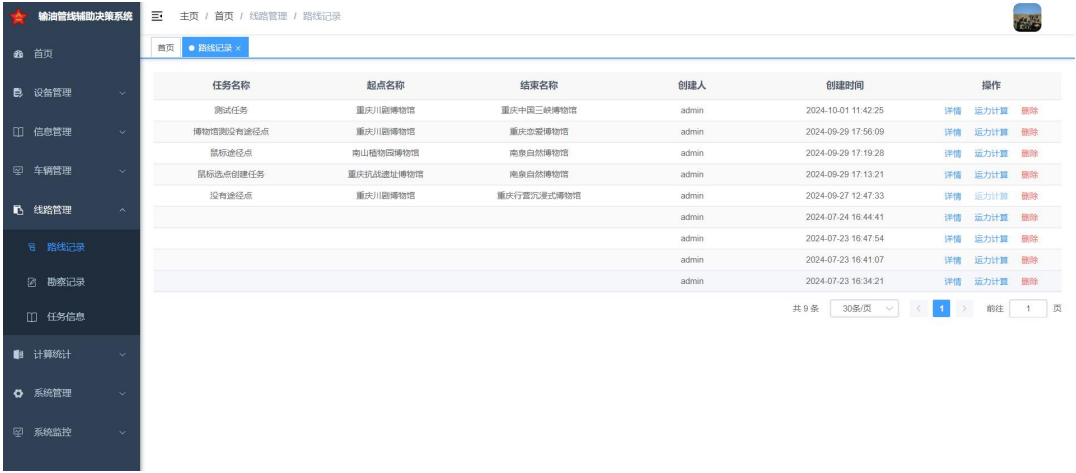 输油管线辅助决策系统
主页 / 首页 / 线路管理 / 路线记录
首页 路线记录 ×
首页
设备管理
信息管理
车辆管理
线路管理
路线记录
勘察记录
任务信息
计算统计
系统管理
系统监控
任务名称 起点名称 结束名称 创建人 创建时间 操作
测试任务 重庆川剧博物馆 重庆中国三峡博物馆 admin 2024-10-01 11:42:25 详情 运力计算 删除
博物馆测没有途径点 重庆川剧博物馆 重庆恋爱博物馆 admin 2024-09-29 17:56:09 详情 运力计算 删除
鼠标途径点 南山植物园博物馆 南泉自然博物馆 admin 2024-09-29 17:19:28 详情 运力计算 删除
鼠标选点创建任务 重庆抗战遗址博物馆 南泉自然博物馆 admin 2024-09-29 17:13:21 详情 运力计算 删除
没有途径点 重庆川剧博物馆 重庆行营沉浸式博物馆 admin 2024-09-27 12:47:33 详情 运力计算 删除
admin 2024-07-24 16:44:41 详情 运力计算 删除
admin 2024-07-23 16:47:54 详情 运力计算 删除
admin 2024-07-23 16:41:07 详情 运力计算 删除
admin 2024-07-23 16:34:21 详情 运力计算 删除
共 9 条 30条/页 < 1 > 前往 1 页